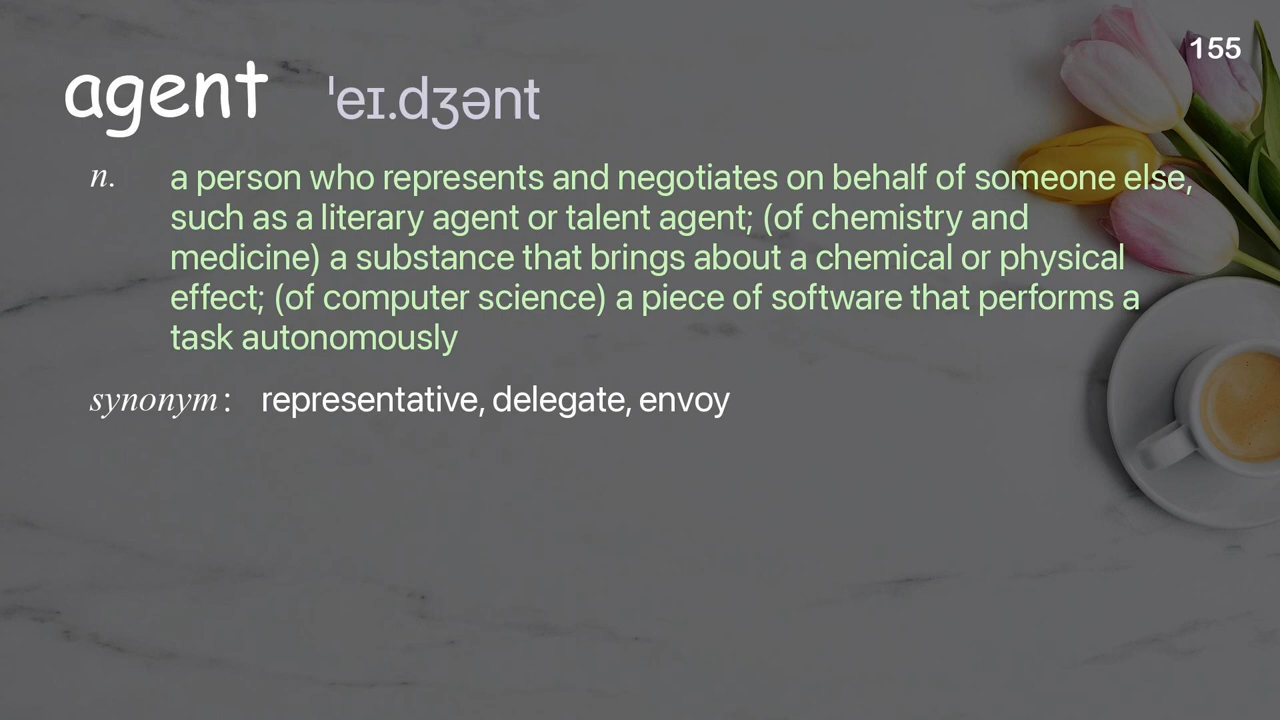 155
agent ˈeɪ.dʒənt
n. a person who represents and negotiates on behalf of someone else,
such as a literary agent or talent agent; (of chemistry and
medicine) a substance that brings about a chemical or physical
effect; (of computer science) a piece of software that performs a
task autonomously
synonym: representative, delegate, envoy